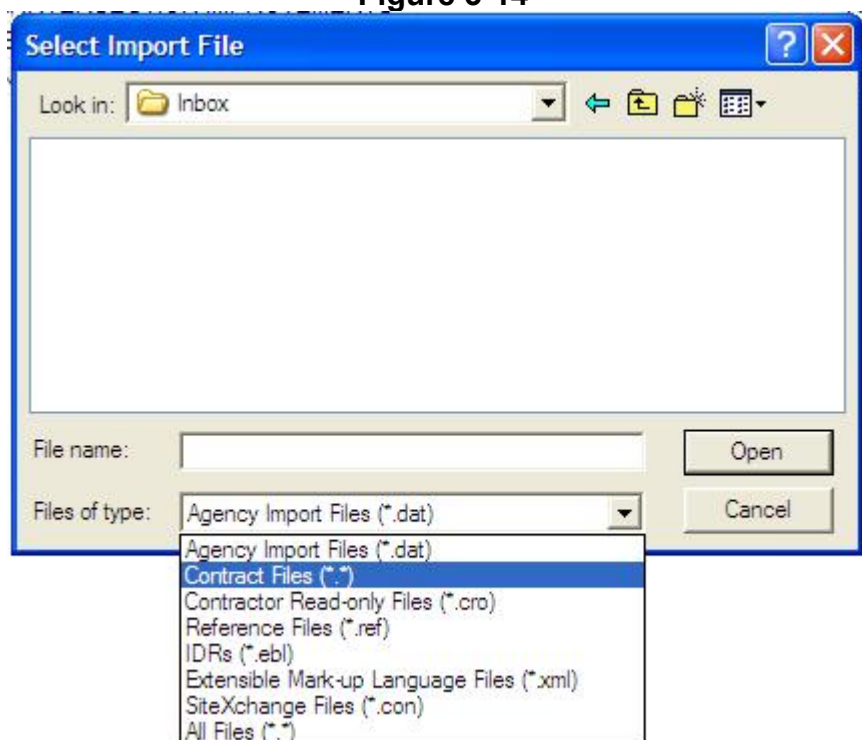 Select Import File
Look in: Inbox
File name:
Open
Files of type: Agency Import Files (*.dat)
Cancel
Agency Import Files (*.dat)
Contract Files (*.*)
Contractor Read-only Files (*.cro)
Reference Files (*.ref)
IDRs (*.ebl)
Extensible Mark-up Language Files (*.xml)
SiteXchange Files (*.con)
All Files (*.*)